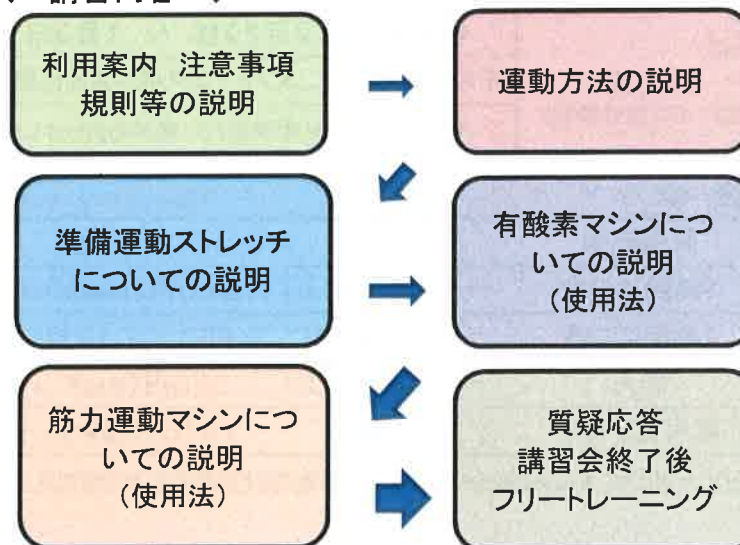 利用案内 注意事項
規則等の説明
運動方法の説明
準備運動ストレッチ
についての説明
有酸素マシンにつ
いての説明
(使用法)
筋力運動マシンにつ
いての説明
(使用法)
質疑応答
講習会終了後
フリートレーニング